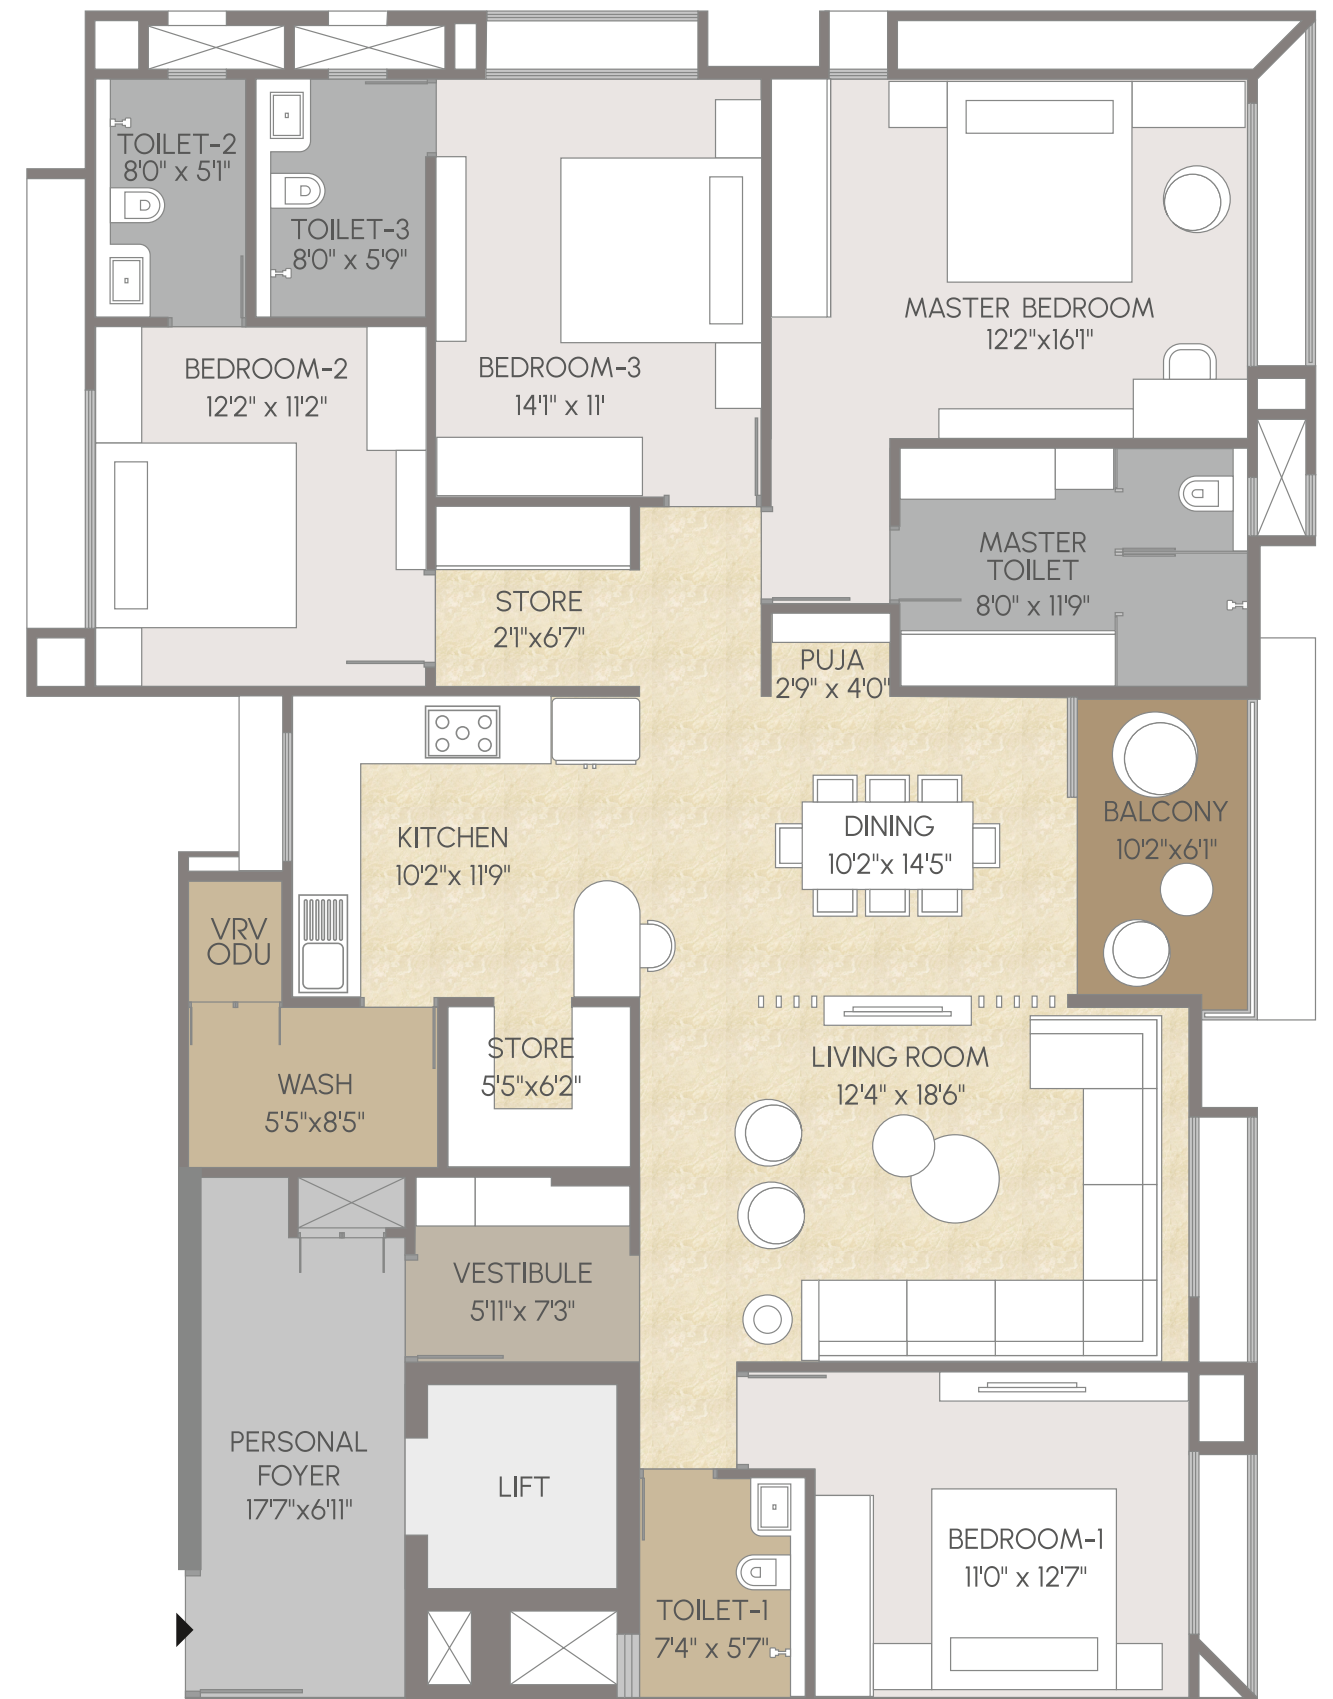 TOILET-2
8'0" x 5'1"
TOILET-3
8'0" x 5'9"
MASTER BEDROOM
12'2"x16'1"
BEDROOM-2
12'2" x 11'2"
BEDROOM-3
14'1" x 11'
MASTER
TOILET
8'0" x 11'9"
STORE
2'1"x6'7"
PUJA
2'9" x 4'0"
KITCHEN
10'2"x 11'9"
DINING
10'2"x 14'5"
BALCONY
10'2"x6'1"
VRV
ODU
STORE
5'5"x6'2"
LIVING ROOM
12'4" x 18'6"
WASH
5'5"x8'5"
VESTIBULE
5'11"x 7'3"
PERSONAL
FOYER
17'7"x6'11"
LIFT
BEDROOM-1
11'0" x 12'7"
TOILET-1
7'4" x 5'7"